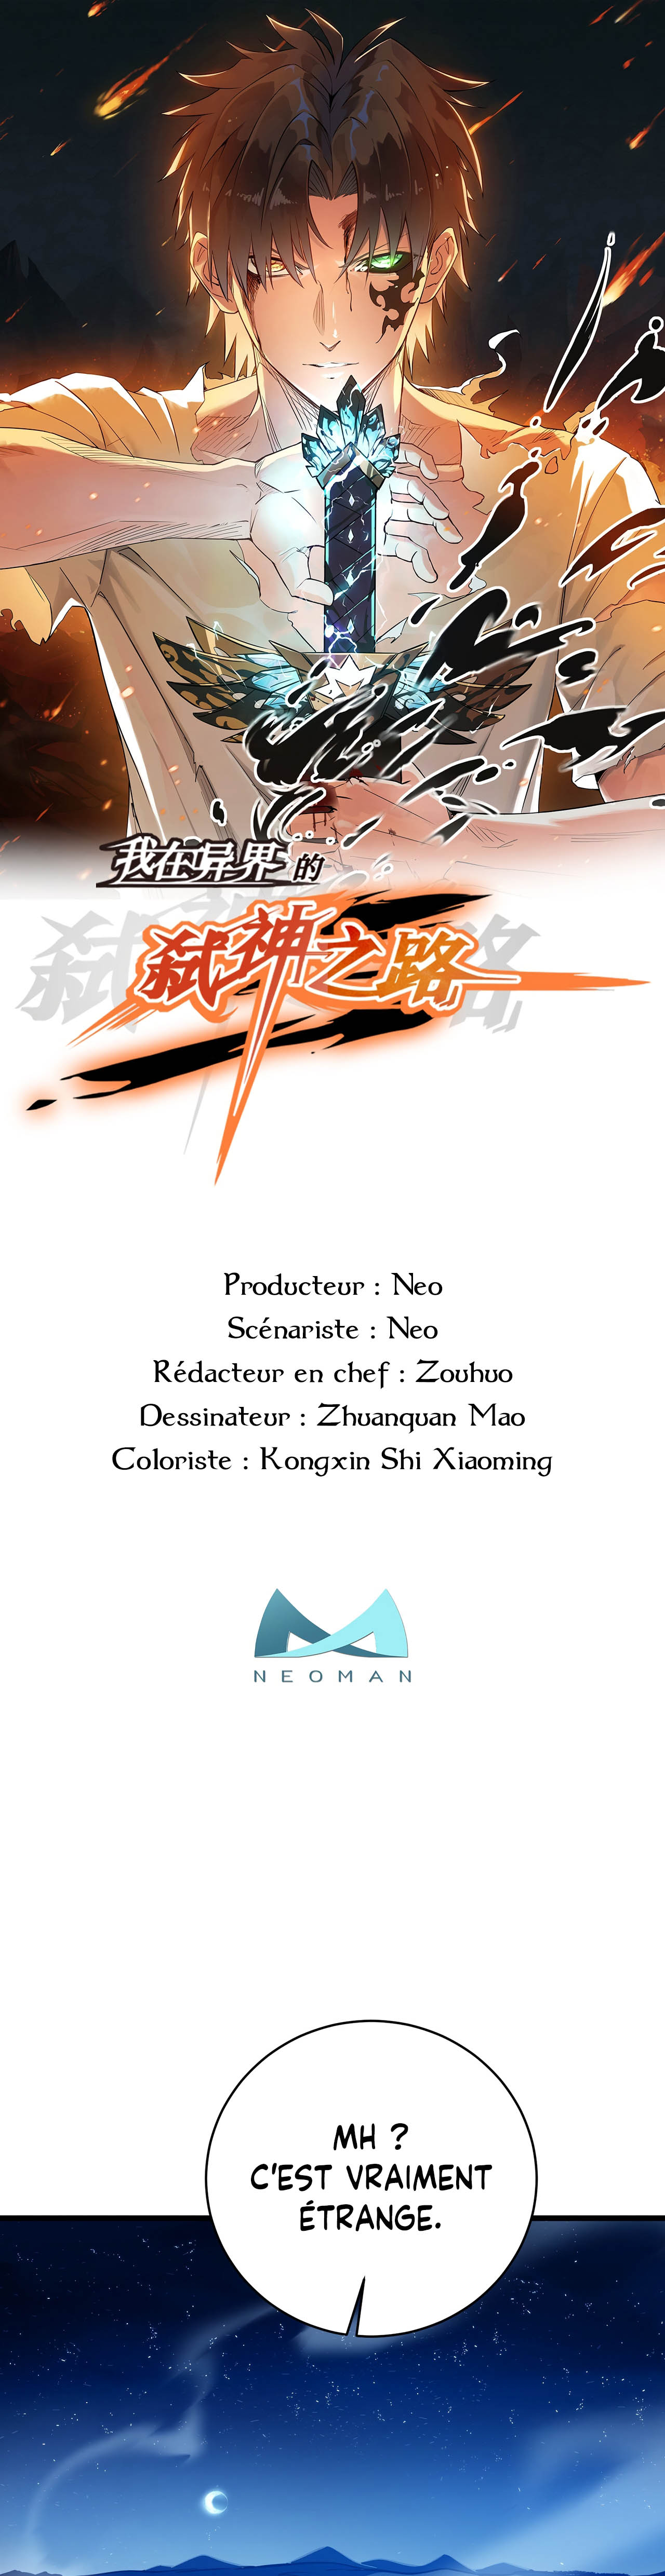 我在异界的
弑神之路
Producteur : Neo
Scénariste : Neo
Rédacteur en chef : Zouhuo
Dessinateur : Zhuanquan Mao
Coloriste : Kongxin Shi Xiaoming
NEOMAN
MH ?
C'EST VRAIMENT
ÉTRANGE.